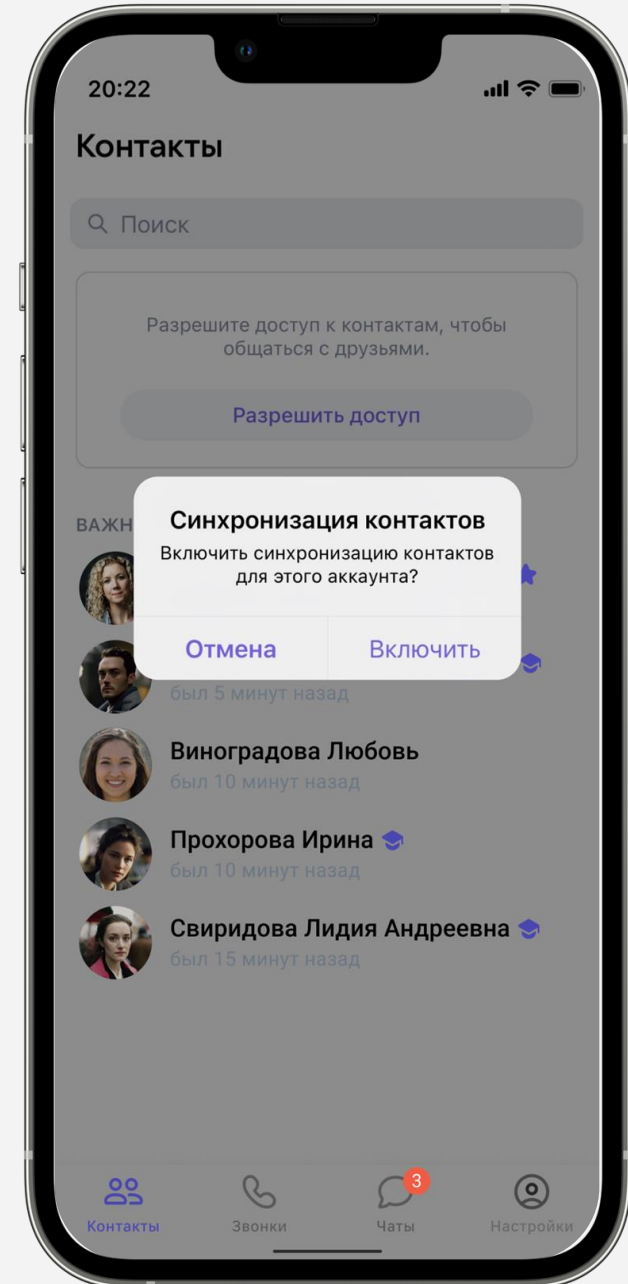 20:22
Контакты
Поиск
Разрешите доступ к контактам, чтобы
общаться с друзьями.
Разрешить доступ
ВАЖН
Синхронизация контактов
Включить синхронизацию контактов
для этого аккаунта?
Отмена Включить
был 5 минут назад
Виноградова Любовь
был 10 минут назад
Прохорова Ирина
был 10 минут назад
Свиридова Лидия Андреевна
был 15 минут назад
3
Контакты Звонки Чаты Настройки